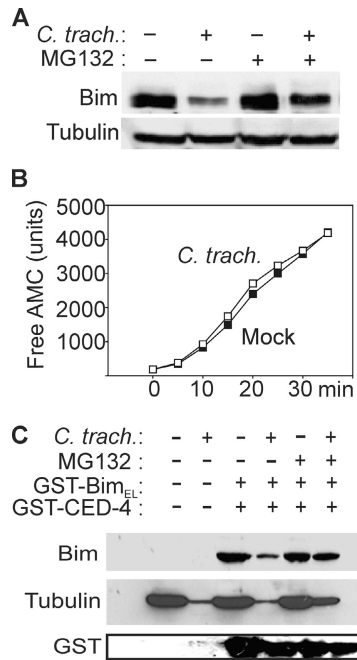 A
C. trach.: – + – +
MG132 : – – + +
Bim
Tubulin
B
Free AMC (units)
5000
4000
3000
2000
1000
C. trach.
Mock
0 10 20 30 min
C
C. trach.: - + - + - +
MG132 : - - - - + +
GST-BimEL: - - + + + +
GST-CED-4 : - - + + + +
Bim
Tubulin
GST